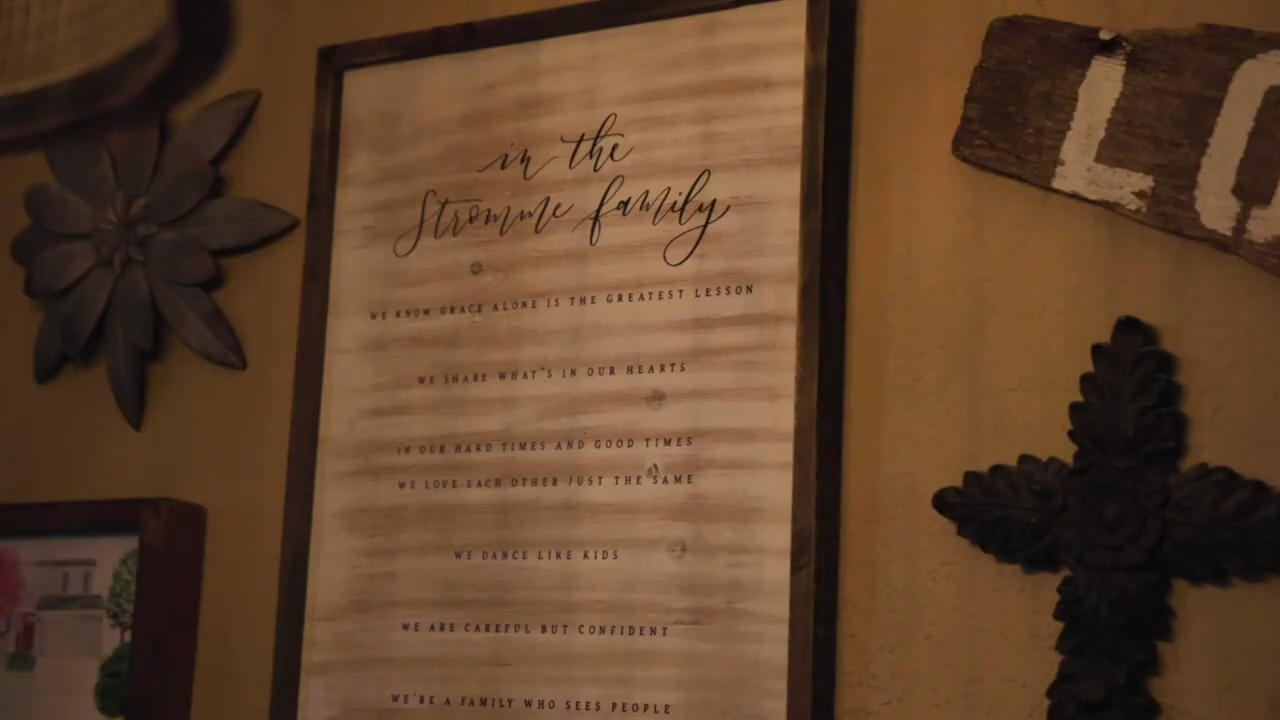 in the
Stromme family
WE KNOW GRACE ALONE IS THE GREATEST LESSON
WE SHARE WHAT'S IN OUR HEARTS
IN OUR HARD TIMES AND GOOD TIMES
WE LOVE EACH OTHER JUST THE SAME
WE DANCE LIKE KIDS
WE ARE CAREFUL BUT CONFIDENT
WE'RE A FAMILY WHO SEES PEOPLE
LO